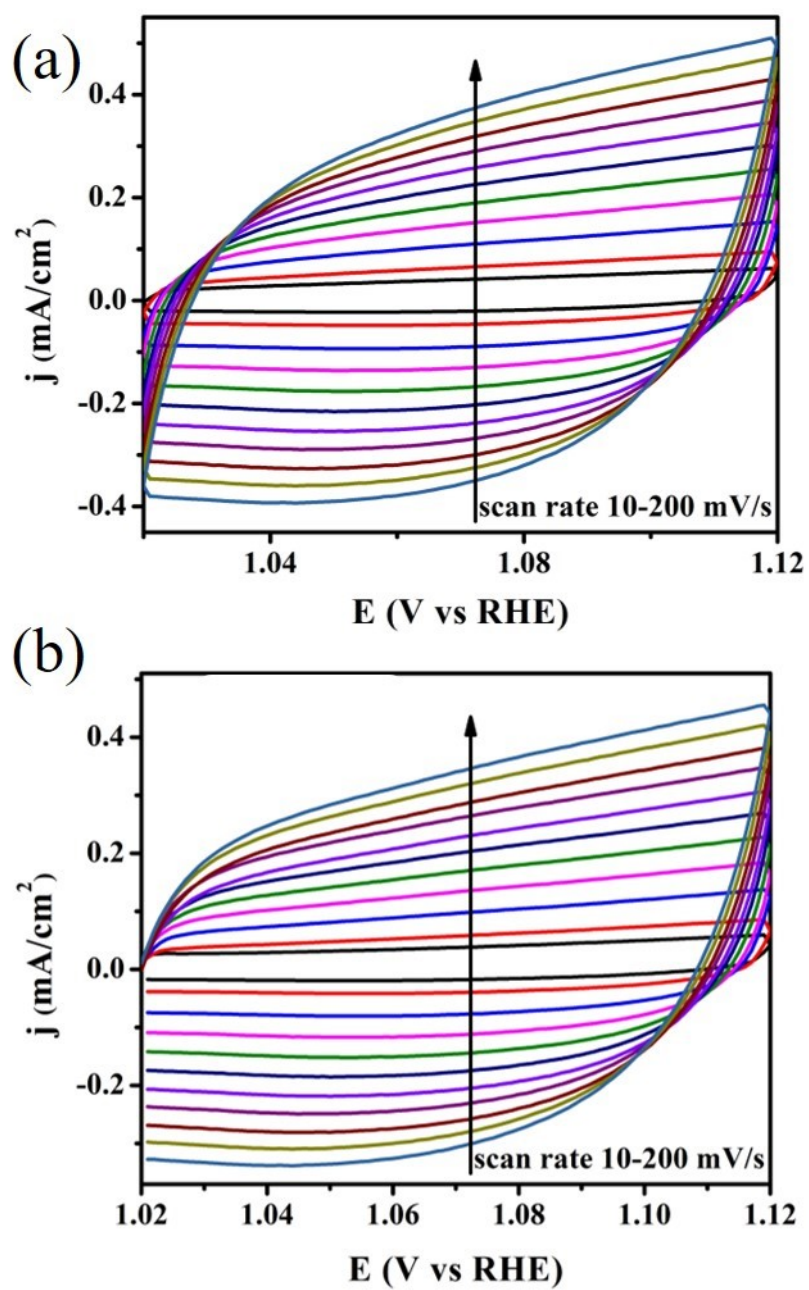 (a)
0.4
0.2
0.0
-0.2
-0.4
j (mA/cm²)
scan rate 10-200 mV/s
1.04
1.08
1.12
E (V vs RHE)
(b)
0.4
0.2
0.0
-0.2
j (mA/cm²)
scan rate 10-200 mV/s
1.02
1.04
1.06
1.08
1.10
1.12
E (V vs RHE)